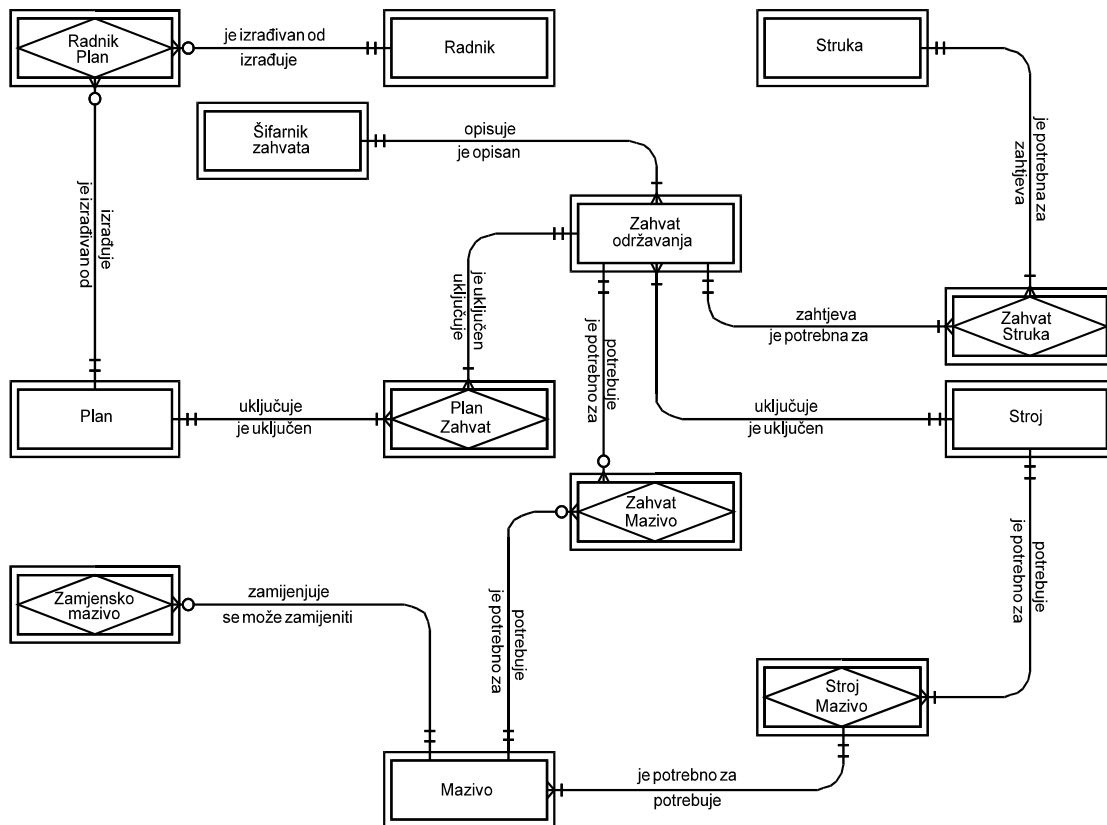 Radnik
Plan
je izrađivan od
izrađuje
Radnik
Struka
Šifarnik
zahvata
opisuje
je opisan
je potrebna za
zahtjeva
izrađuje
je izrađivan od
Zahvat
održavanja
je uključen
uključuje
potrebuje
je potrebno za
zahtjeva
je potrebna za
Zahvat
Struka
Plan
uključuje
je uključen
Plan
Zahvat
uključuje
je uključen
Stroj
Zahvat
Mazivo
potrebuje
je potrebno za
Zamjensko
mazivo
zamijenjuje
se može zamijeniti
potrebuje
je potrebno za
Stroj
Mazivo
Mazivo
je potrebno za
potrebuje